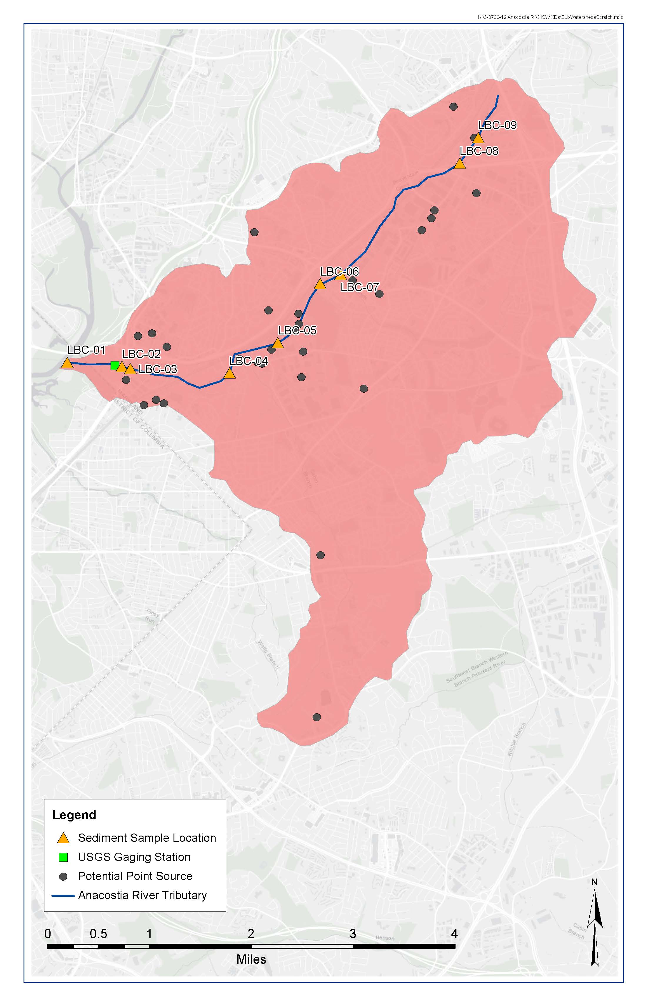 K:\3-0700-19 Anacostia RI\GIS\MXDs\SubWatershedsScratch.mxd
LBC-09
LBC-08
Beaverdam
LBC-06
LBC-07
LBC-05
LBC-01
LBC-02
LBC-04
LBC-03
MARYLAND
DISTRICT OF COLUMBIA
Cabin
Branch
Piney
Run
Watts Branch
Southwest Branch Western
Branch Patuxent River
Ritchie Branch
Legend
Sediment Sample Location
USGS Gaging Station
Potential Point Source
Anacostia River Tributary
N
Cabin
Branch
Henson
0 0.5 1 2 3 4
Miles